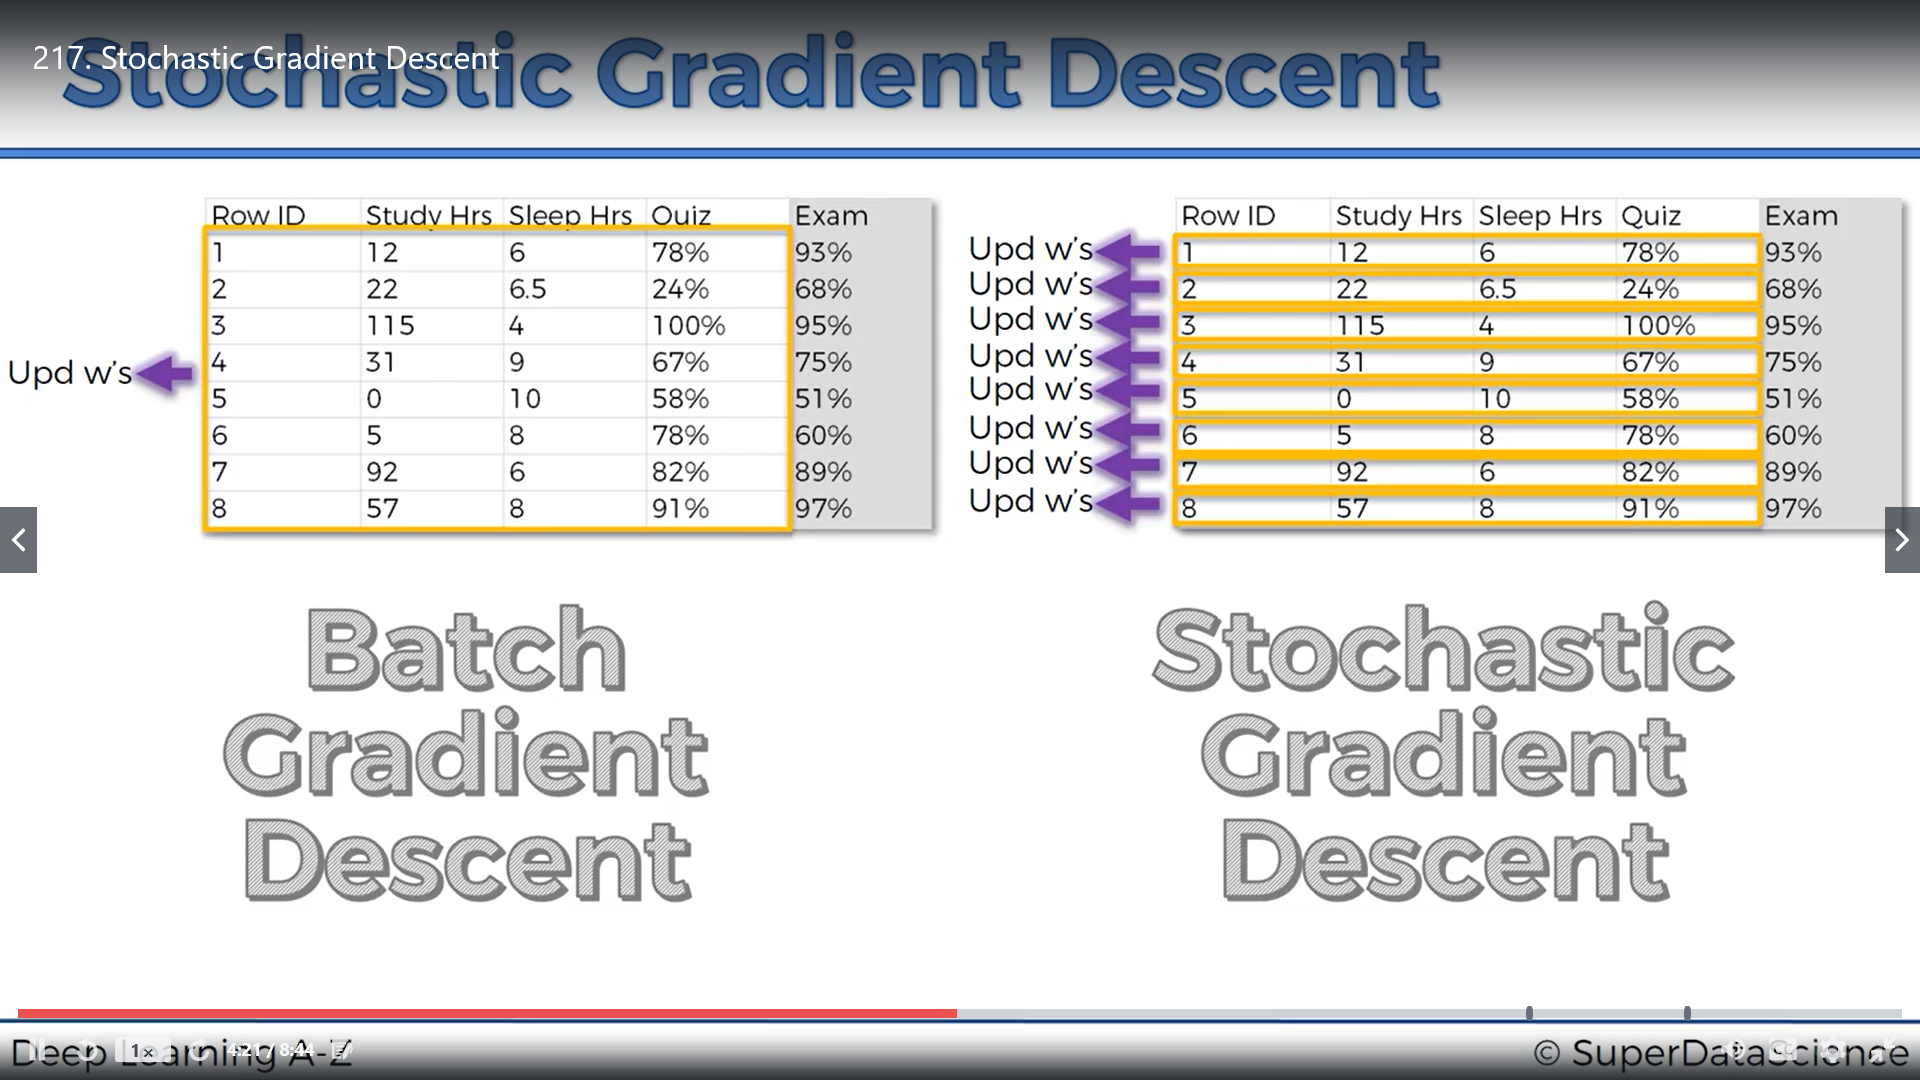 217. Stochastic Gradient Descent
Stochastic Gradient Descent
Row ID Study Hrs Sleep Hrs Quiz Exam
1 12 6 78% 93%
2 22 6.5 24% 68%
3 115 4 100% 95%
4 31 9 67% 75%
5 0 10 58% 51%
6 5 8 78% 60%
7 92 6 82% 89%
8 57 8 91% 97%
Upd w's
Row ID Study Hrs Sleep Hrs Quiz Exam
Upd w's 1 12 6 78% 93%
Upd w's 2 22 6.5 24% 68%
Upd w's 3 115 4 100% 95%
Upd w's 4 31 9 67% 75%
Upd w's 5 0 10 58% 51%
Upd w's 6 5 8 78% 60%
Upd w's 7 92 6 82% 89%
Upd w's 8 57 8 91% 97%
Batch
Gradient
Descent
Stochastic
Gradient
Descent
Deep Learning A-Z
1x
4:21 / 8:44
© SuperDataScience